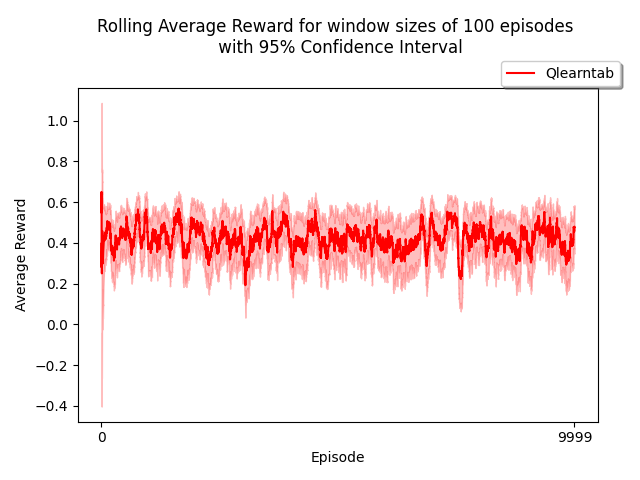 Rolling Average Reward for window sizes of 100 episodes
with 95% Confidence Interval
Qlearntab
1.0
0.8
0.6
0.4
0.2
0.0
−0.2
−0.4
Average Reward
0
9999
Episode